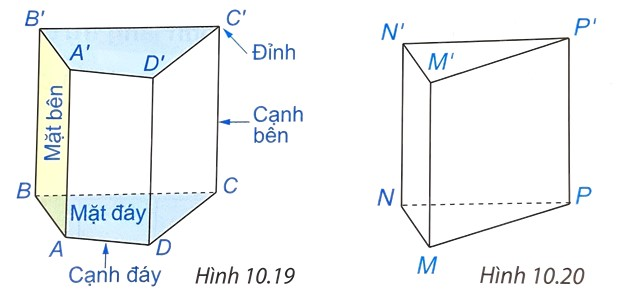 B'
C'
A'
D'
Đỉnh
Mặt bên
Cạnh
bên
B
C
Mặt đáy
A
D
Cạnh đáy
Hình 10.19
N'
P'
M'
N
P
M
Hình 10.20